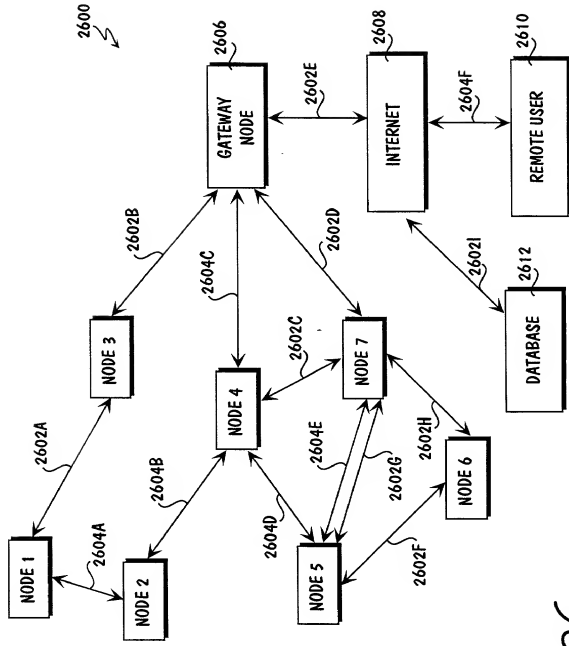 2600
NODE 1
2602A
NODE 3
2602B
GATEWAY
NODE
2606
2604A
NODE 2
2604B
NODE 4
2604C
2602E
2602C
2602D
INTERNET
2608
2604D
NODE 7
2604E
2602G
NODE 5
2602F
NODE 6
2602H
2602I
2604F
REMOTE USER
2610
DATABASE
2612